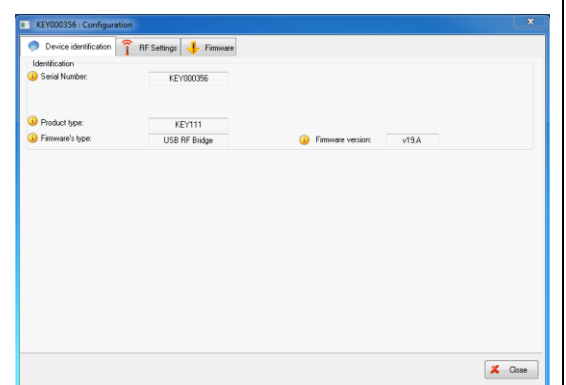 KEY000356 : Configuration
Device identification RF Settings Firmware
Identification
Serial Number: KEY000356
Product type: KEY111
Firmware's type: USB RF Bridge Firmware version: v19.A
Close